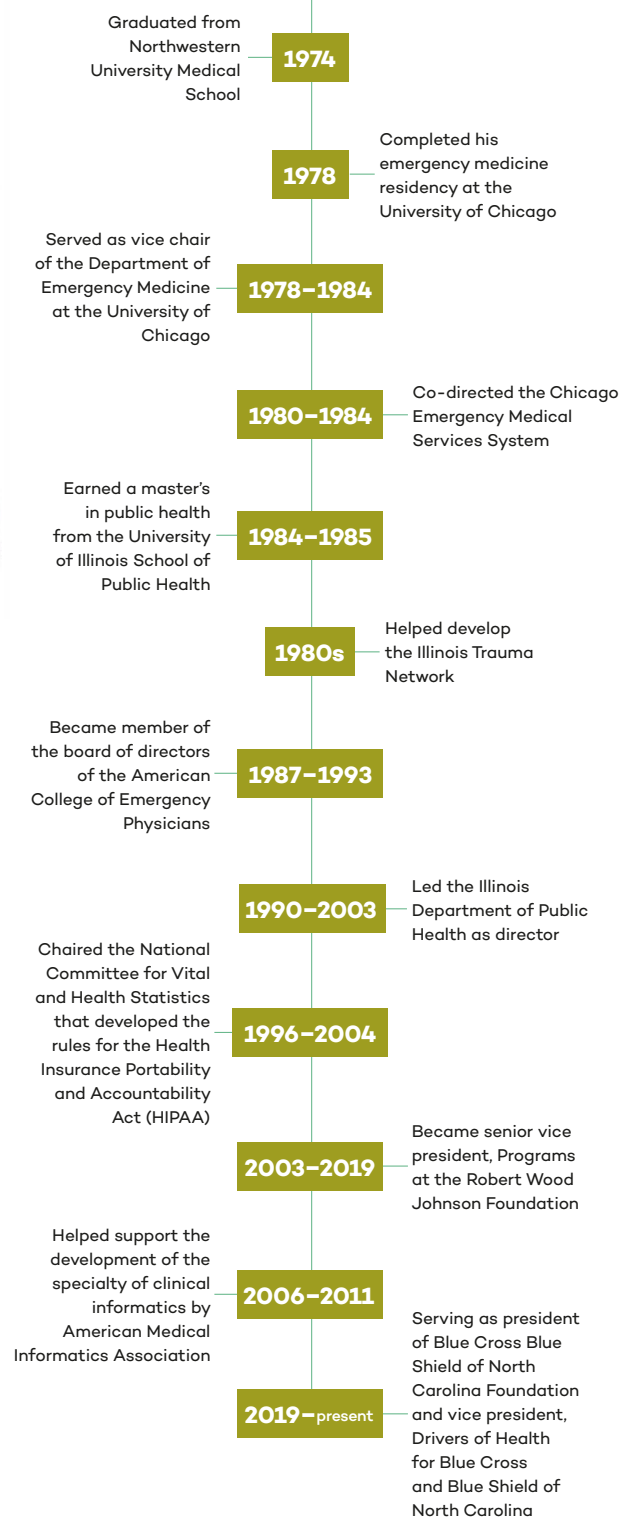 Graduated from
Northwestern
University Medical
School
1974
Completed his
emergency medicine
residency at the
University of Chicago
1978
Served as vice chair
of the Department of
Emergency Medicine
at the University of
Chicago
1978–1984
Co-directed the Chicago
Emergency Medical
Services System
1980–1984
Earned a master’s
in public health
from the University
of Illinois School of
Public Health
1984–1985
Helped develop
the Illinois Trauma
Network
1980s
Became member of
the board of directors
of the American
College of Emergency
Physicians
1987–1993
Led the Illinois
Department of Public
Health as director
1990–2003
Chaired the National
Committee for Vital
and Health Statistics
that developed the
rules for the Health
Insurance Portability
and Accountability
Act (HIPAA)
1996–2004
Became senior vice
president, Programs
at the Robert Wood
Johnson Foundation
2003–2019
Helped support the
development of the
specialty of clinical
informatics by
American Medical
Informatics Association
2006–2011
Serving as president
of Blue Cross Blue
Shield of North
Carolina Foundation
and vice president,
Drivers of Health
for Blue Cross
and Blue Shield of
North Carolina
2019–present